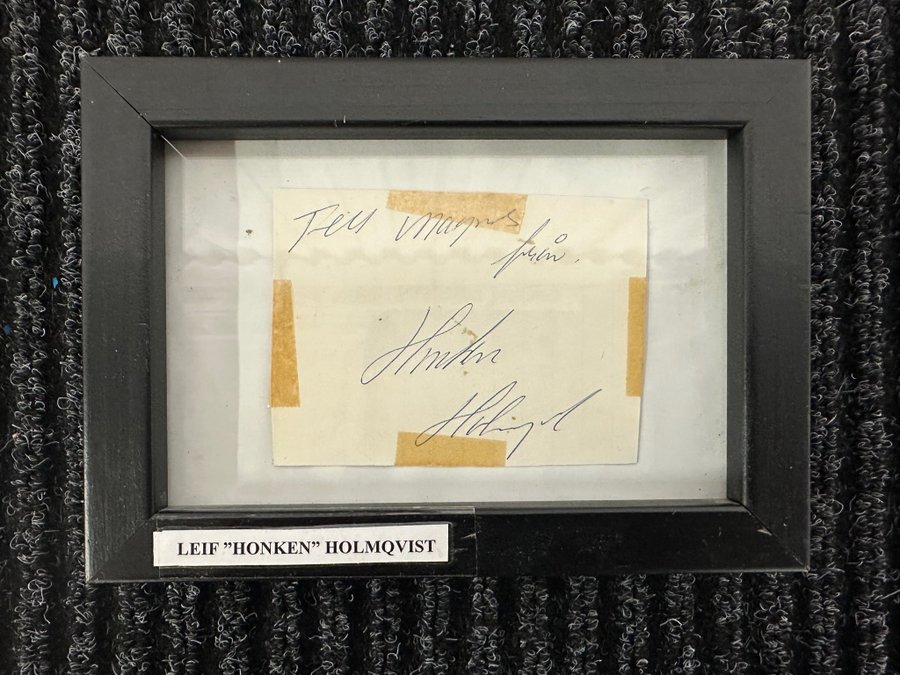 Till Magnus
från.
Honken
Holmqvist
LEIF ”HONKEN” HOLMQVIST